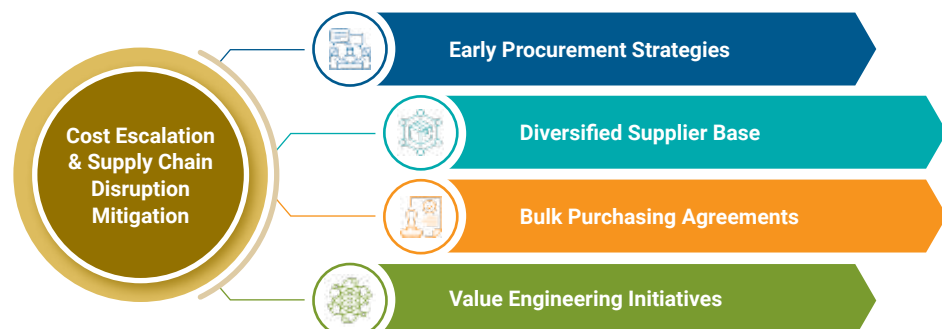 Cost Escalation
& Supply Chain
Disruption
Mitigation
Early Procurement Strategies
Diversified Supplier Base
Bulk Purchasing Agreements
Value Engineering Initiatives